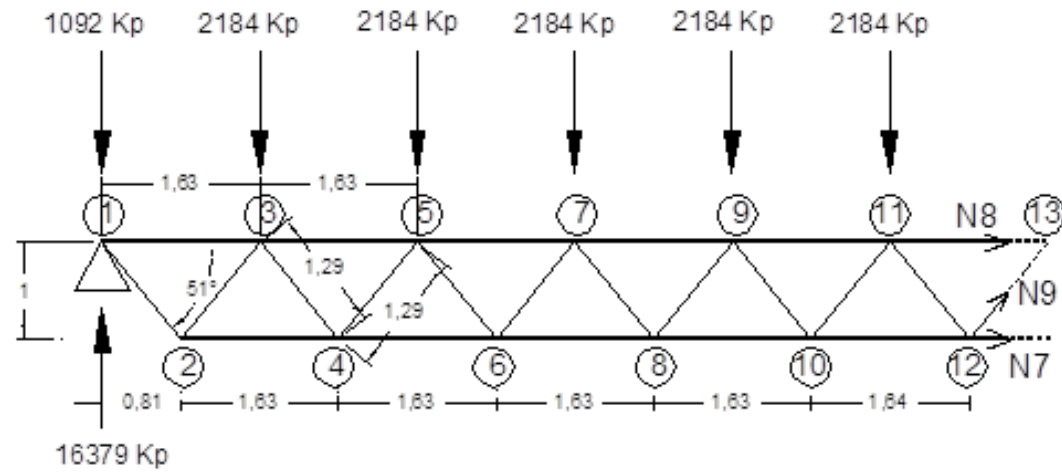 1092 Kp 2184 Kp 2184 Kp 2184 Kp 2184 Kp 2184 Kp
1,63 1,63
1 3 5 7 9 11 N8 13
1,29
51°
1
1,29
N9
2 4 6 8 10 12 N7
0,81 1,63 1,63 1,63 1,63 1,64
16379 Kp